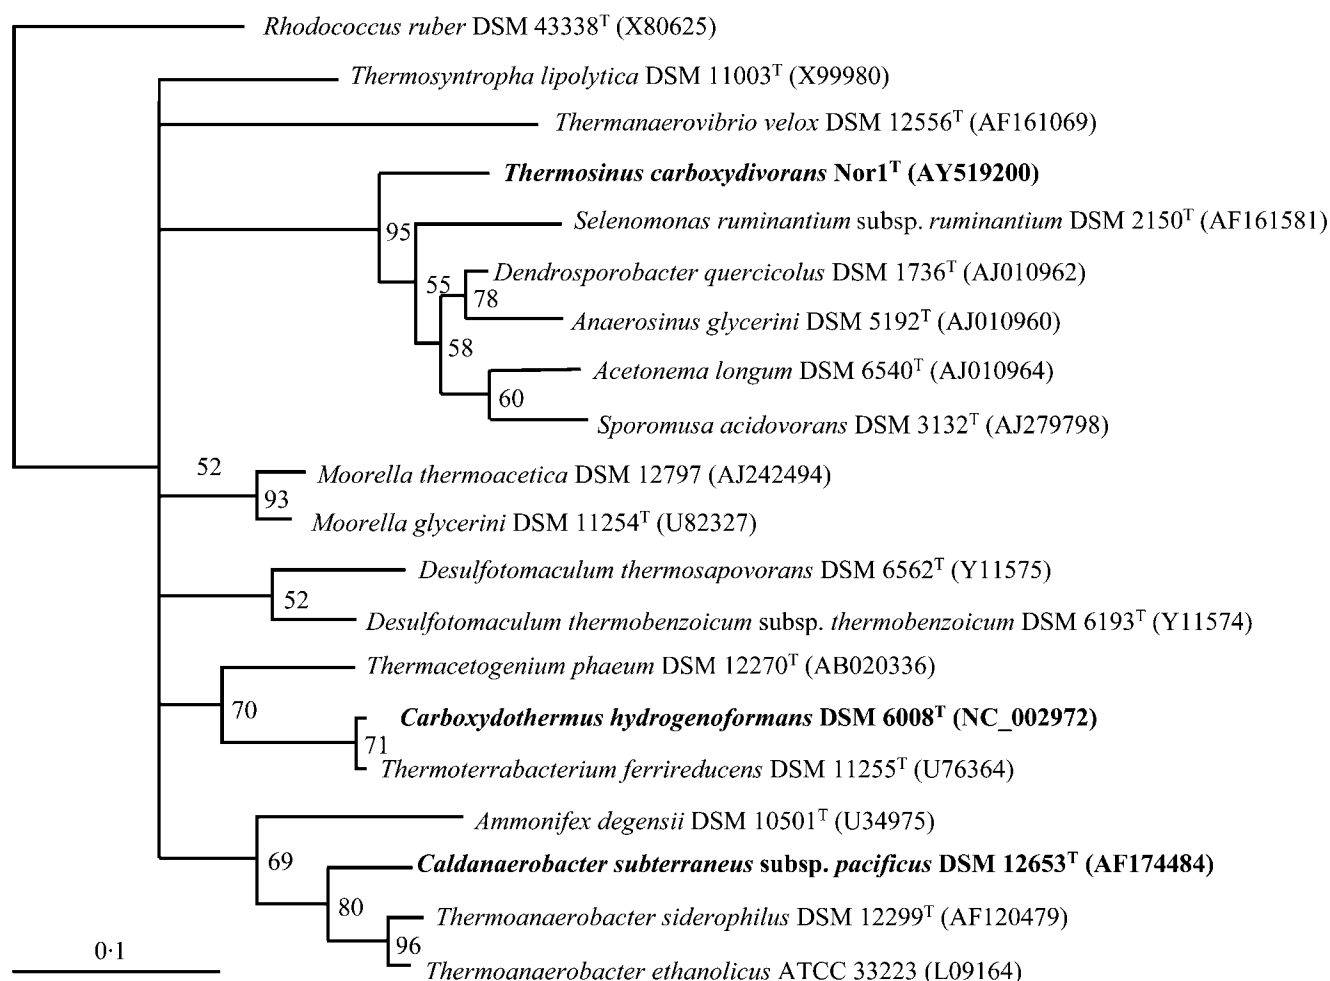 Rhodococcus ruber DSM 43338ᵀ (X80625)
Thermosyntropha lipolytica DSM 11003ᵀ (X99980)
Thermanaerovibrio velox DSM 12556ᵀ (AF161069)
Thermosinus carboxydivorans Nor1ᵀ (AY519200)
95
Selenomonas ruminantium subsp. ruminantium DSM 2150ᵀ (AF161581)
Dendrosporobacter quercicolus DSM 1736ᵀ (AJ010962)
55
78
Anaerosinus glycerini DSM 5192ᵀ (AJ010960)
58
Acetonema longum DSM 6540ᵀ (AJ010964)
60
Sporomusa acidovorans DSM 3132ᵀ (AJ279798)
52
Moorella thermoacetica DSM 12797 (AJ242494)
93
Moorella glycerini DSM 11254ᵀ (U82327)
Desulfotomaculum thermosapovorans DSM 6562ᵀ (Y11575)
52
Desulfotomaculum thermobenzoicum subsp. thermobenzoicum DSM 6193ᵀ (Y11574)
Thermacetogenium phaeum DSM 12270ᵀ (AB020336)
70
Carboxydothermus hydrogenoformans DSM 6008ᵀ (NC_002972)
71
Thermoterrabacterium ferrireducens DSM 11255ᵀ (U76364)
Ammonifex degensii DSM 10501ᵀ (U34975)
69
Caldanaerobacter subterraneus subsp. pacificus DSM 12653ᵀ (AF174484)
80
Thermoanaerobacter siderophilus DSM 12299ᵀ (AF120479)
96
Thermoanaerobacter ethanolicus ATCC 33223 (L09164)
0·1